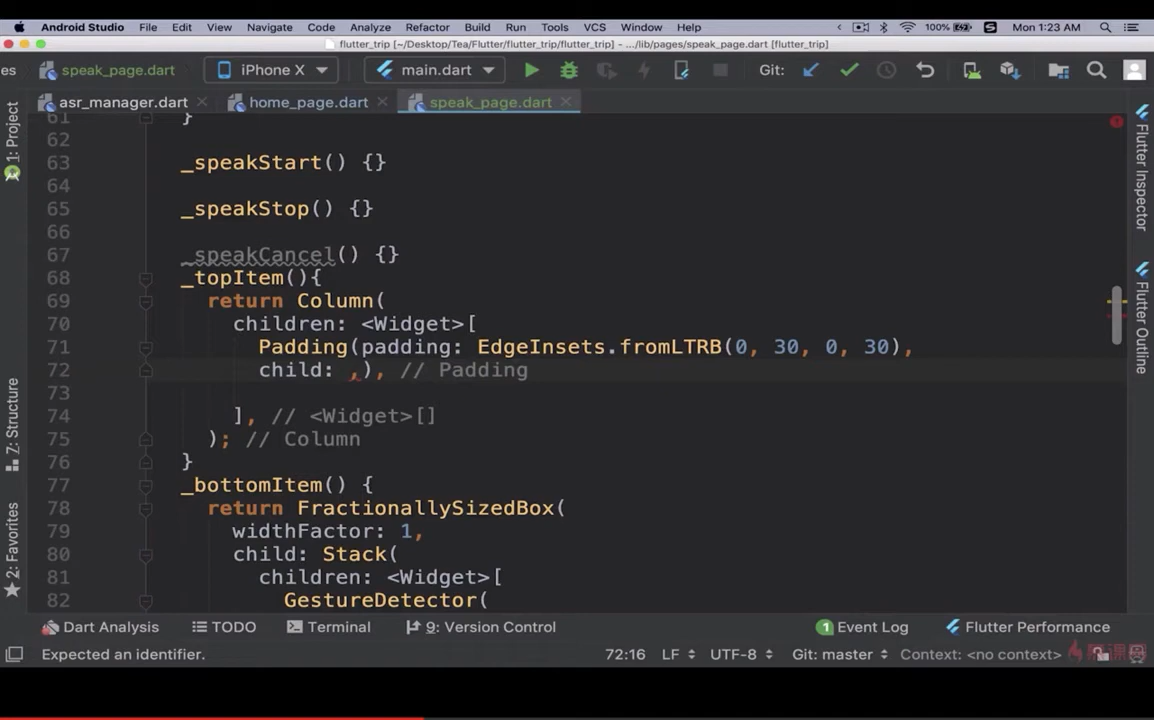 Android Studio File Edit View Navigate Code Analyze Refactor Build Run Tools VCS Window Help 100% Mon 1:23 AM
flutter_trip [~/Desktop/Tea/Flutter/flutter_trip/flutter_trip] - .../lib/pages/speak_page.dart [flutter_trip]
es speak_page.dart iPhone X main.dart Git:
asr_manager.dart home_page.dart speak_page.dart
1: Project
Z: Structure
2: Favorites
Flutter Inspector
Flutter Outline
61 }
62
63 _speakStart() {}
64
65 _speakStop() {}
66
67 _speakCancel() {}
68 _topItem(){
69 return Column(
70 children: <Widget>[
71 Padding(padding: EdgeInsets.fromLTRB(0, 30, 0, 30),
72 child: ,), // Padding
73
74 ], // <Widget>[]
75 ); // Column
76 }
77 _bottomItem() {
78 return FractionallySizedBox(
79 widthFactor: 1,
80 child: Stack(
81 children: <Widget>[
82 GestureDetector(
Dart Analysis TODO Terminal 9: Version Control 1 Event Log Flutter Performance
Expected an identifier. 72:16 LF UTF-8 Git: master Context: <no context>